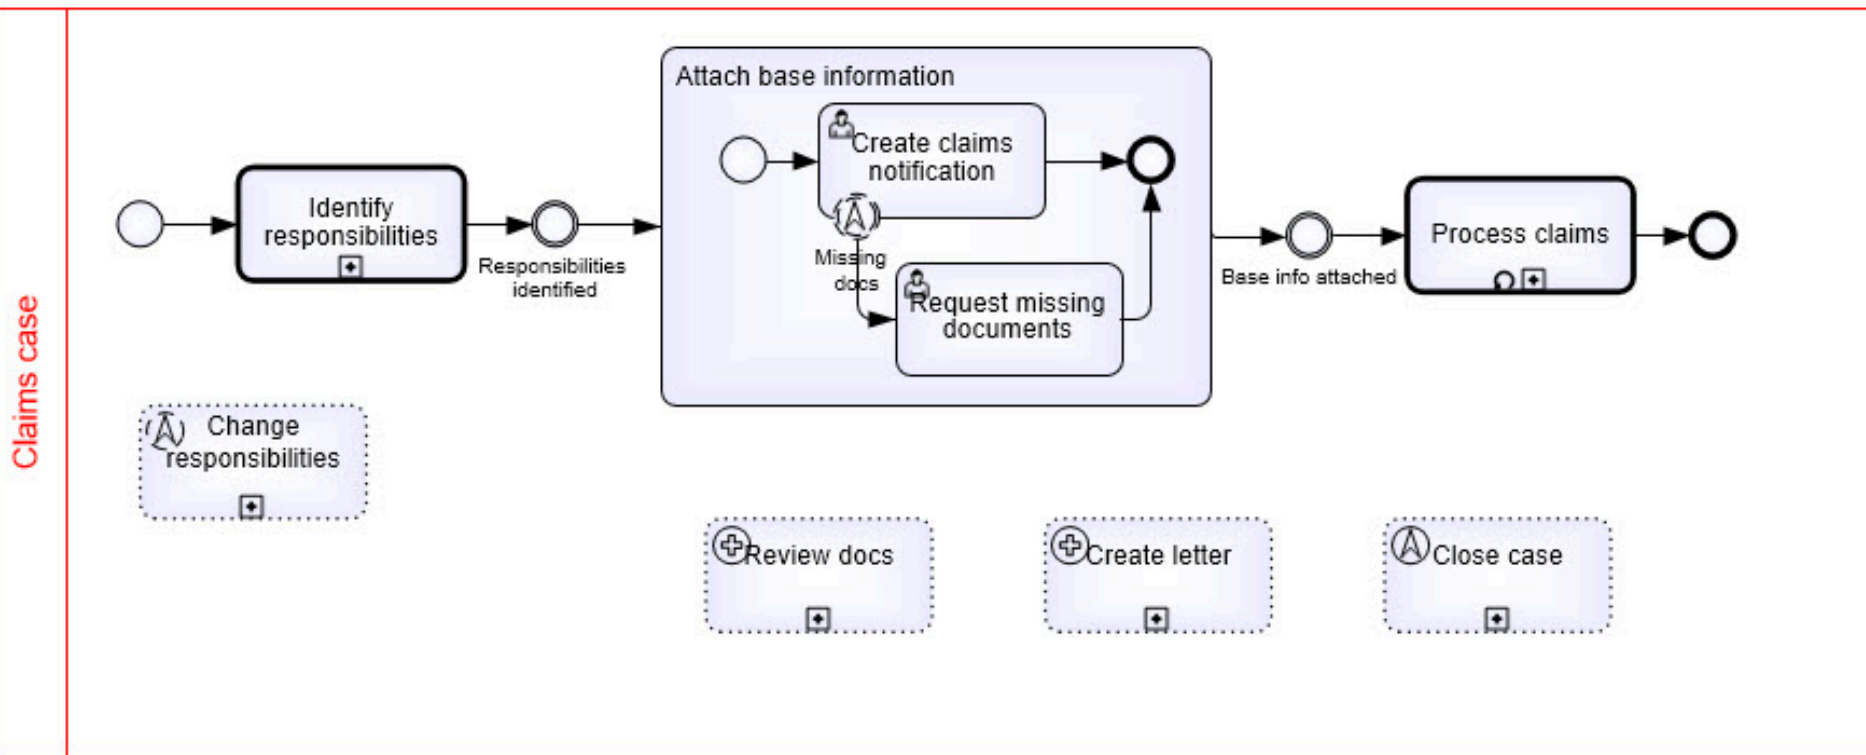 Claims case
Attach base information
Create claims
notification
Identify
responsibilities
Responsibilities
identified
Missing
docs
Request missing
documents
Base info attached
Process claims
Change
responsibilities
Review docs
Create letter
Close case